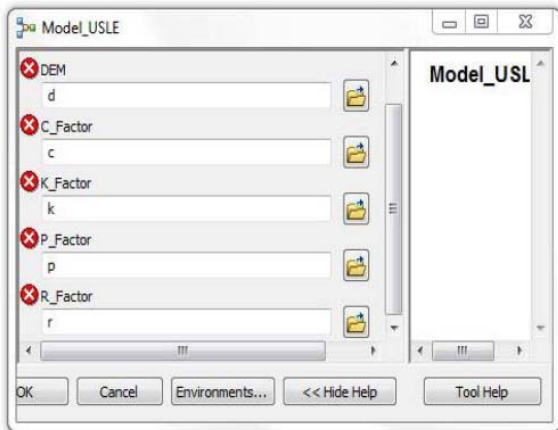 Model_USLE
DEM
d
C_Factor
c
K_Factor
k
P_Factor
p
R_Factor
r
Model_USL
OK
Cancel
Environments...
<< Hide Help
Tool Help